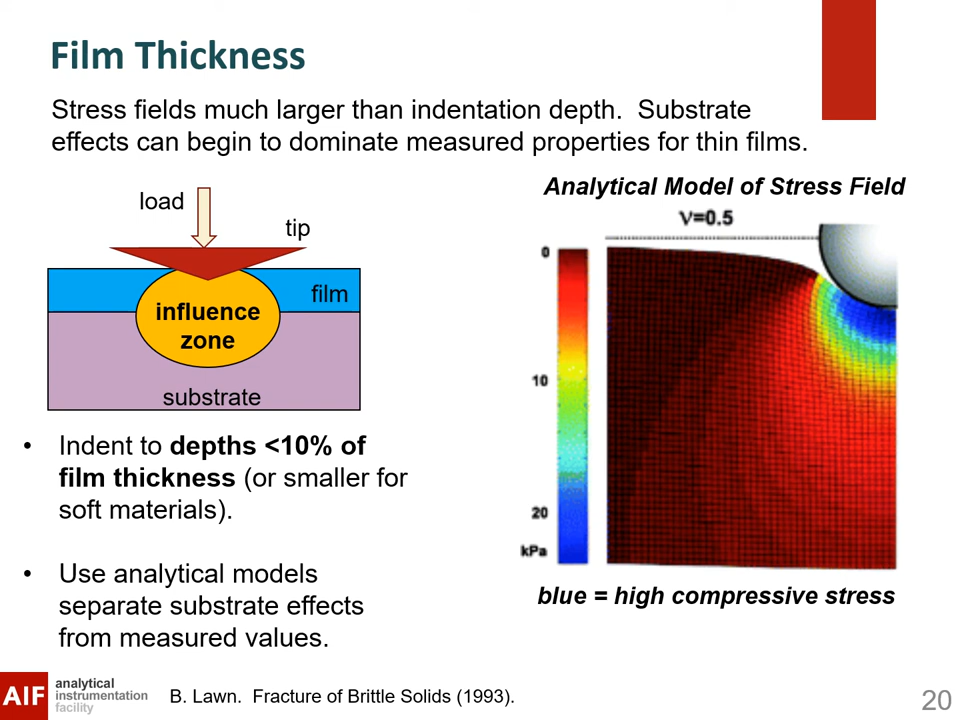 Film Thickness
Stress fields much larger than indentation depth.  Substrate
effects can begin to dominate measured properties for thin films.
load
tip
film
influence
zone
substrate
• Indent to depths <10% of
film thickness (or smaller for
soft materials).
• Use analytical models
separate substrate effects
from measured values.
Analytical Model of Stress Field
ν=0.5
0
10
20
kPa
blue = high compressive stress
AIF
analytical
instrumentation
facility
B. Lawn.  Fracture of Brittle Solids (1993).
20